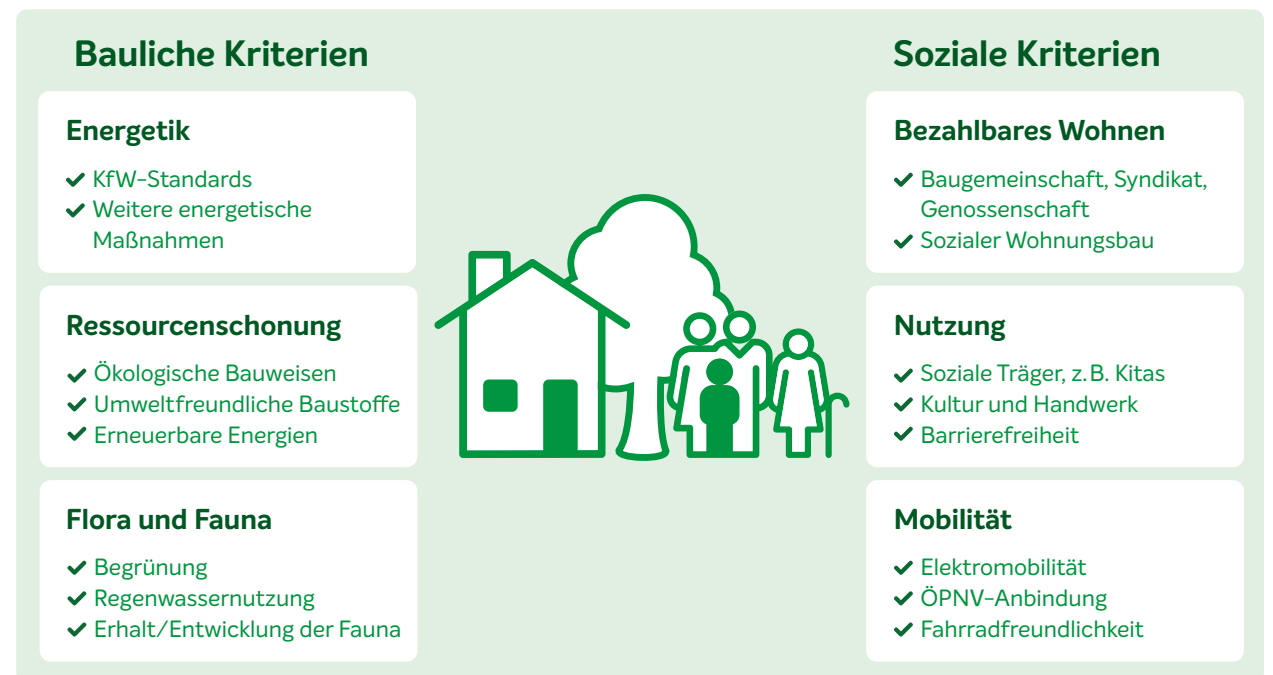 Bauliche Kriterien
Energetik
KfW-Standards
Weitere energetische
Maßnahmen
Ressourcenschonung
Ökologische Bauweisen
Umweltfreundliche Baustoffe
Erneuerbare Energien
Flora und Fauna
Begrünung
Regenwassernutzung
Erhalt/Entwicklung der Fauna
Soziale Kriterien
Bezahlbares Wohnen
Baugemeinschaft, Syndikat,
Genossenschaft
Sozialer Wohnungsbau
Nutzung
Soziale Träger, z. B. Kitas
Kultur und Handwerk
Barrierefreiheit
Mobilität
Elektromobilität
ÖPNV-Anbindung
Fahrradfreundlichkeit